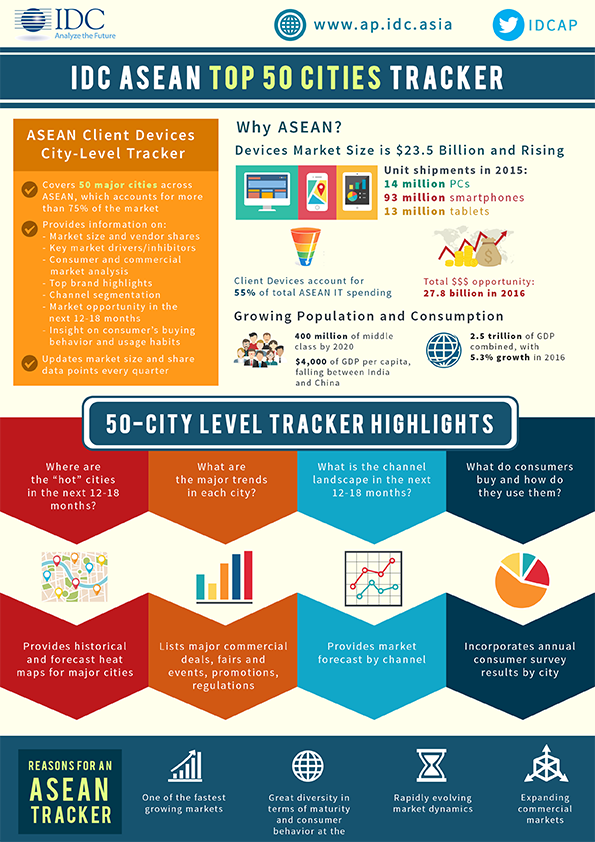 IDC
Analyze the Future
www.ap.idc.asia
IDCAP
IDC ASEAN TOP 50 CITIES TRACKER
ASEAN Client Devices
City-Level Tracker
Covers 50 major cities across
ASEAN, which accounts for more
than 75% of the market
Provides information on:
- Market size and vendor shares
- Key market drivers/inhibitors
- Consumer and commercial
market analysis
- Top brand highlights
- Channel segmentation
- Market opportunity in the
next 12-18 months
- Insight on consumer's buying
behavior and usage habits
Updates market size and share
data points every quarter
Why ASEAN?
Devices Market Size is $23.5 Billion and Rising
Unit shipments in 2015:
14 million PCs
93 million smartphones
13 million tablets
Client Devices account for
55% of total ASEAN IT spending
Total $$$ opportunity:
27.8 billion in 2016
Growing Population and Consumption
400 million of middle
class by 2020
$4,000 of GDP per capita,
falling between India
and China
2.5 trillion of GDP
combined, with
5.3% growth in 2016
50-CITY LEVEL TRACKER HIGHLIGHTS
Where are
the "hot" cities
in the next 12-18
months?
What are
the major trends
in each city?
What is the channel
landscape in the next
12-18 months?
What do consumers
buy and how do
they use them?
Provides historical
and forecast heat
maps for major cities
Lists major commercial
deals, fairs and
events, promotions,
regulations
Provides market
forecast by channel
Incorporates annual
consumer survey
results by city
REASONS FOR AN
ASEAN
TRACKER
One of the fastest
growing markets
Great diversity in
terms of maturity
and consumer
behavior at the
Rapidly evolving
market dynamics
Expanding
commercial
markets